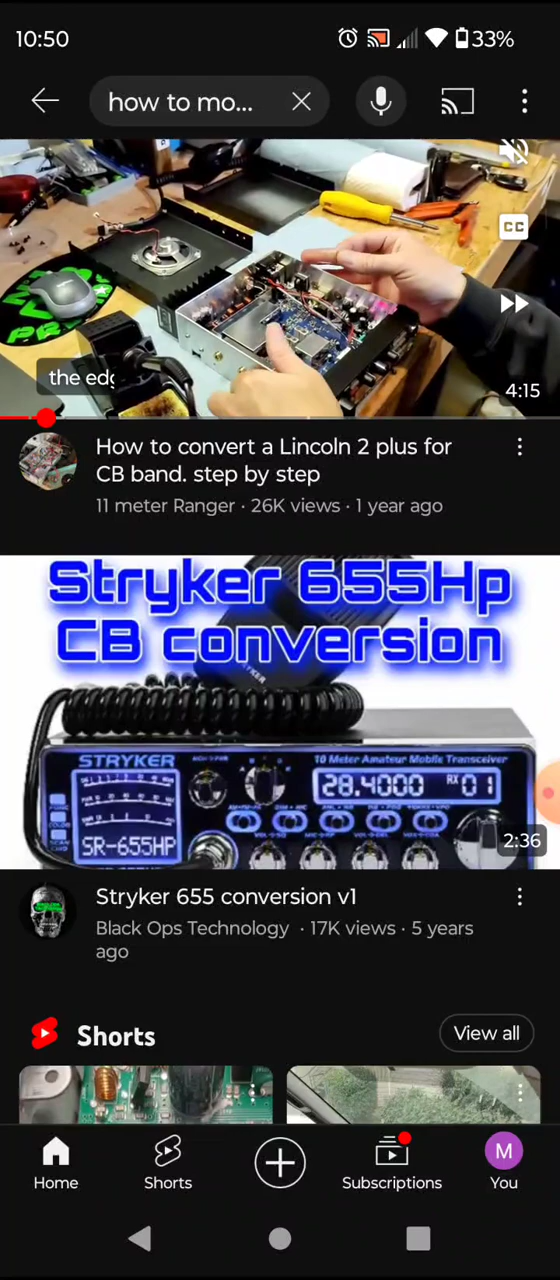 10:50
33%
how to mo...
CC
the edg
4:15
How to convert a Lincoln 2 plus for
CB band. step by step
11 meter Ranger · 26K views · 1 year ago
Stryker 655Hp
CB conversion
STRYKER
10 Meter Amateur Mobile Transceiver
28.4000 RX 01
SR-655HP
2:36
Stryker 655 conversion v1
Black Ops Technology · 17K views · 5 years
ago
Shorts
View all
Home
Shorts
Subscriptions
M
You